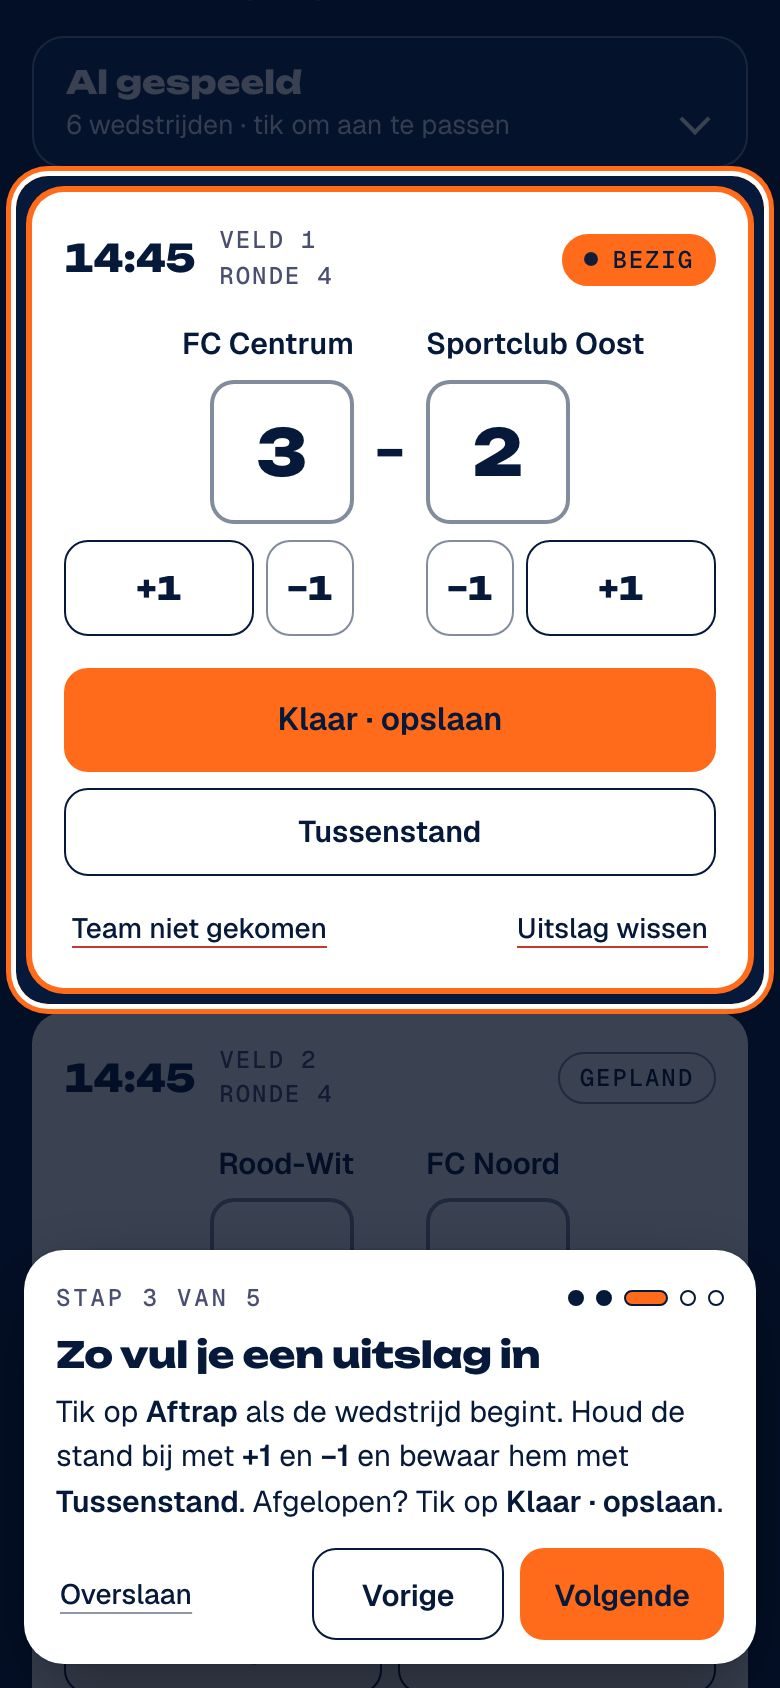 Al gespeeld
6 wedstrijden · tik om aan te passen
14:45
VELD 1
RONDE 4
BEZIG
FC Centrum
Sportclub Oost
3 - 2
+1 −1 −1 +1
Klaar · opslaan
Tussenstand
Team niet gekomen
Uitslag wissen
14:45
VELD 2
RONDE 4
GEPLAND
Rood-Wit
FC Noord
STAP 3 VAN 5
Zo vul je een uitslag in
Tik op Aftrap als de wedstrijd begint. Houd de
stand bij met +1 en −1 en bewaar hem met
Tussenstand. Afgelopen? Tik op Klaar · opslaan.
Overslaan
Vorige
Volgende